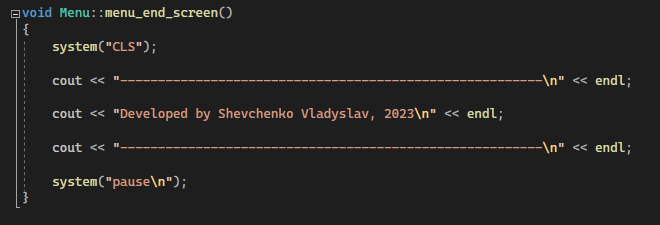 void Menu::menu_end_screen()
{
system("CLS");
cout << "--------------------------------------------------------\n" << endl;
cout << "Developed by Shevchenko Vladyslav, 2023\n" << endl;
cout << "--------------------------------------------------------\n" << endl;
system("pause\n");
}